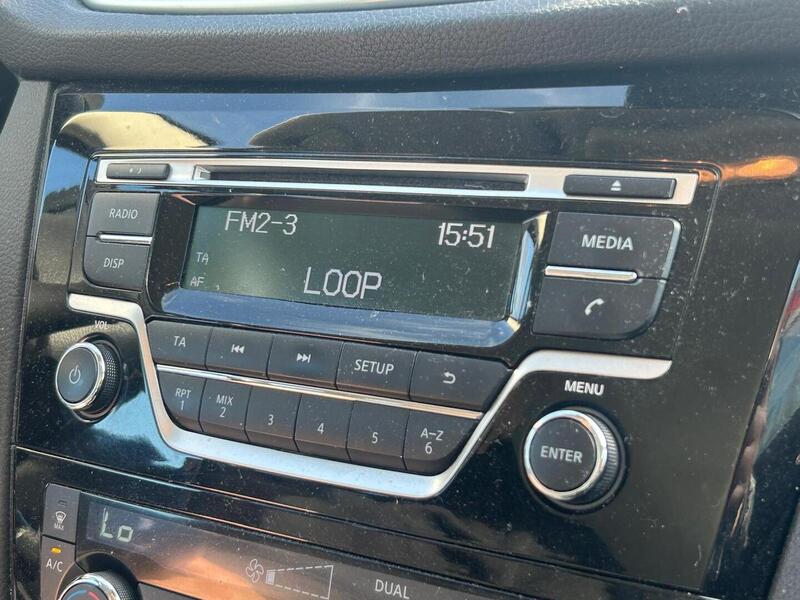 RADIO
DISP
FM2-3
15:51
TA
AF
LOOP
MEDIA
VOL
TA
SETUP
MENU
RPT
1
MIX
2
3
4
5
A-Z
6
ENTER
MAX
A/C
Lo
DUAL